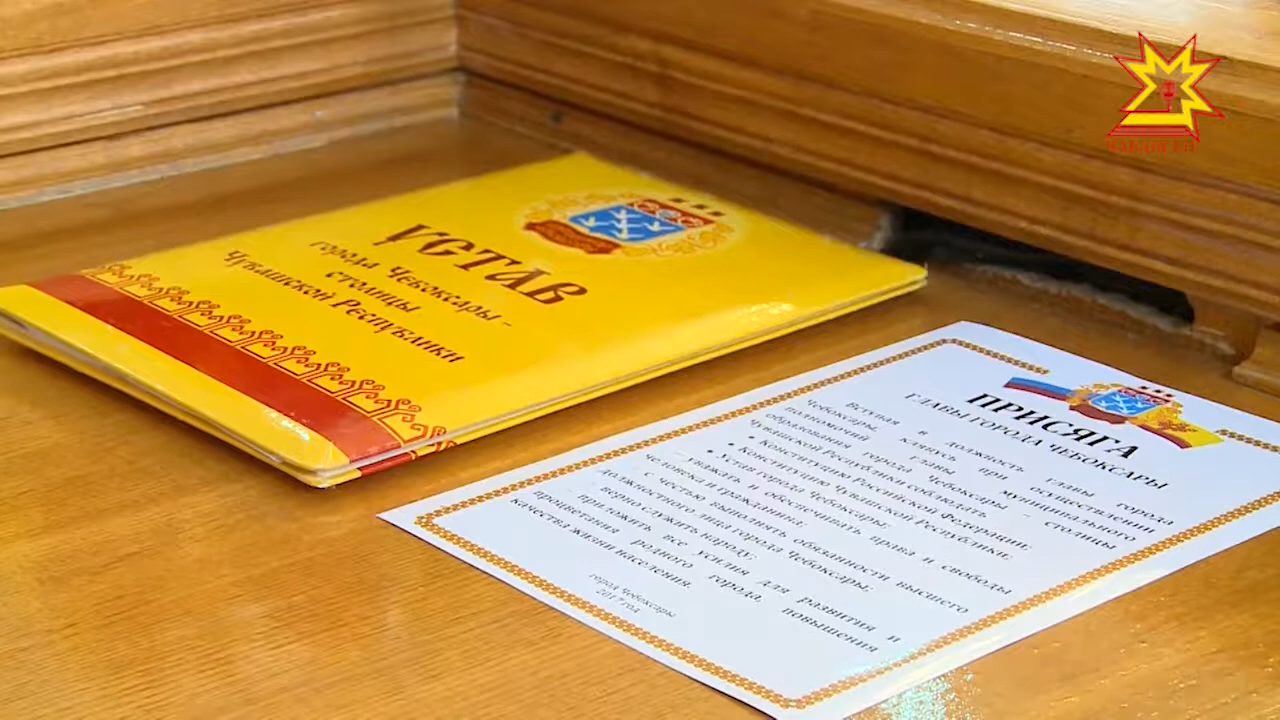 УСТАВ
города Чебоксары –
столицы
Чувашской Республики
ПРИСЯГА
ГЛАВЫ ГОРОДА ЧЕБОКСАРЫ
Вступая в должность главы города
Чебоксары, клянусь при осуществлении
полномочий главы муниципального
образования города Чебоксары – столицы
Чувашской Республики соблюдать:
• Конституцию Российской Федерации;
• Конституцию Чувашской Республики;
• Устав города Чебоксары;
уважать и обеспечивать права и свободы
человека и гражданина;
с честью выполнять обязанности высшего
должностного лица города Чебоксары;
верно служить народу;
приложить все усилия для развития и
процветания родного города, повышения
качества жизни населения.
город Чебоксары
2017 год